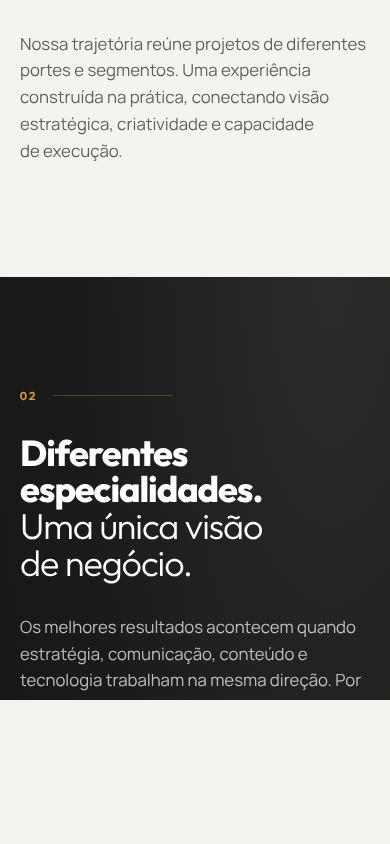 Nossa trajetória reúne projetos de diferentes
portes e segmentos. Uma experiência
construída na prática, conectando visão
estratégica, criatividade e capacidade
de execução.
02
Diferentes
especialidades.
Uma única visão
de negócio.
Os melhores resultados acontecem quando
estratégia, comunicação, conteúdo e
tecnologia trabalham na mesma direção. Por